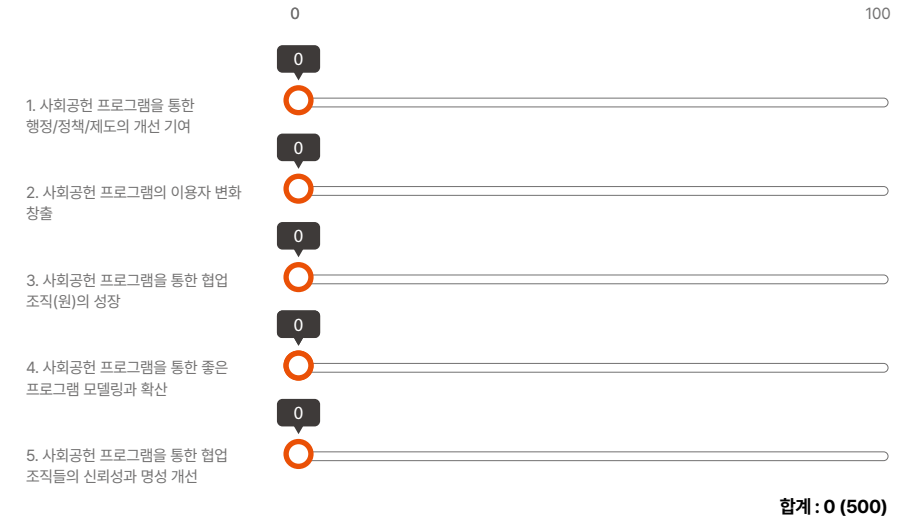 0 100
0
1. 사회공헌 프로그램을 통한
행정/정책/제도의 개선 기여
0
2. 사회공헌 프로그램의 이용자 변화
창출
0
3. 사회공헌 프로그램을 통한 협업
조직(원)의 성장
0
4. 사회공헌 프로그램을 통한 좋은
프로그램 모델링과 확산
0
5. 사회공헌 프로그램을 통한 협업
조직들의 신뢰성과 명성 개선
합계 : 0 (500)